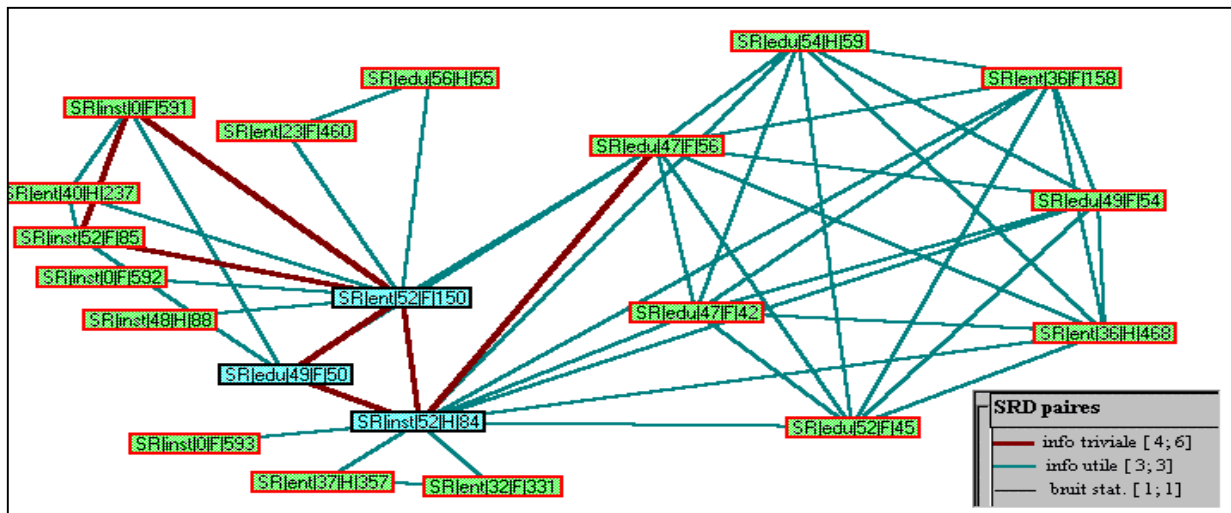 SR|edu|54|H|59
SR|edu|56|H|55
SR|ent|36|F|158
SR|inst|0|F|591
SR|ent|23|F|460
SR|edu|47|F|56
SR|ent|40|H|237
SR|edu|49|F|54
SR|inst|52|F|85
SR|inst|0|F|592
SR|ent|52|F|150
SR|edu|47|F|42
SR|inst|48|H|88
SR|ent|36|H|468
SR|edu|49|F|50
SR|inst|52|H|84
SR|edu|52|F|45
SR|inst|0|F|593
SR|ent|37|H|357
SR|ent|32|F|331
SRD paires
info triviale [ 4; 6]
info utile [ 3; 3]
bruit stat. [ 1; 1]